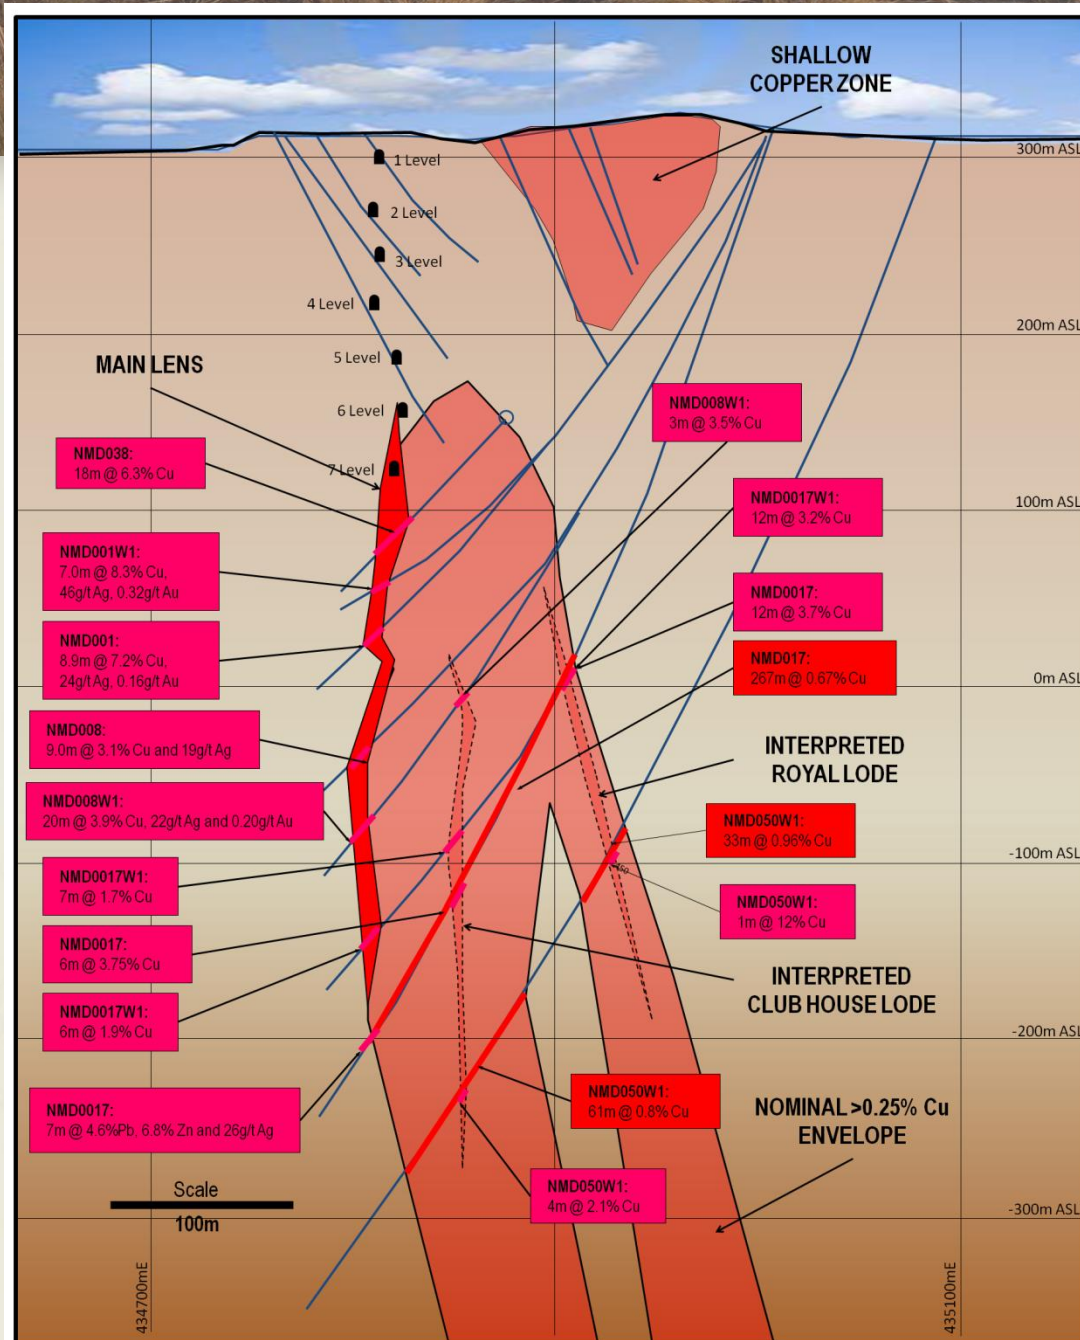 SHALLOW
COPPER ZONE
300m ASL
1 Level
2 Level
3 Level
4 Level
200m ASL
5 Level
MAIN LENS
6 Level
NMD008W1:
3m @ 3.5% Cu
NMD038:
18m @ 6.3% Cu
7 Level
NMD0017W1:
12m @ 3.2% Cu
100m ASL
NMD001W1:
7.0m @ 8.3% Cu,
46g/t Ag, 0.32g/t Au
NMD0017:
12m @ 3.7% Cu
NMD001:
8.9m @ 7.2% Cu,
24g/t Ag, 0.16g/t Au
NMD017:
267m @ 0.67% Cu
0m ASL
NMD008:
9.0m @ 3.1% Cu and 19g/t Ag
INTERPRETED
ROYAL LODE
NMD008W1:
20m @ 3.9% Cu, 22g/t Ag and 0.20g/t Au
NMD050W1:
33m @ 0.96% Cu
-100m ASL
NMD0017W1:
7m @ 1.7% Cu
NMD050W1:
1m @ 12% Cu
NMD0017:
6m @ 3.75% Cu
INTERPRETED
CLUB HOUSE LODE
NMD0017W1:
6m @ 1.9% Cu
-200m ASL
NMD050W1:
61m @ 0.8% Cu
NMD0017:
7m @ 4.6%Pb, 6.8% Zn and 26g/t Ag
NOMINAL >0.25% Cu
ENVELOPE
NMD050W1:
4m @ 2.1% Cu
Scale
100m
-300m ASL
434700mE
435100mE